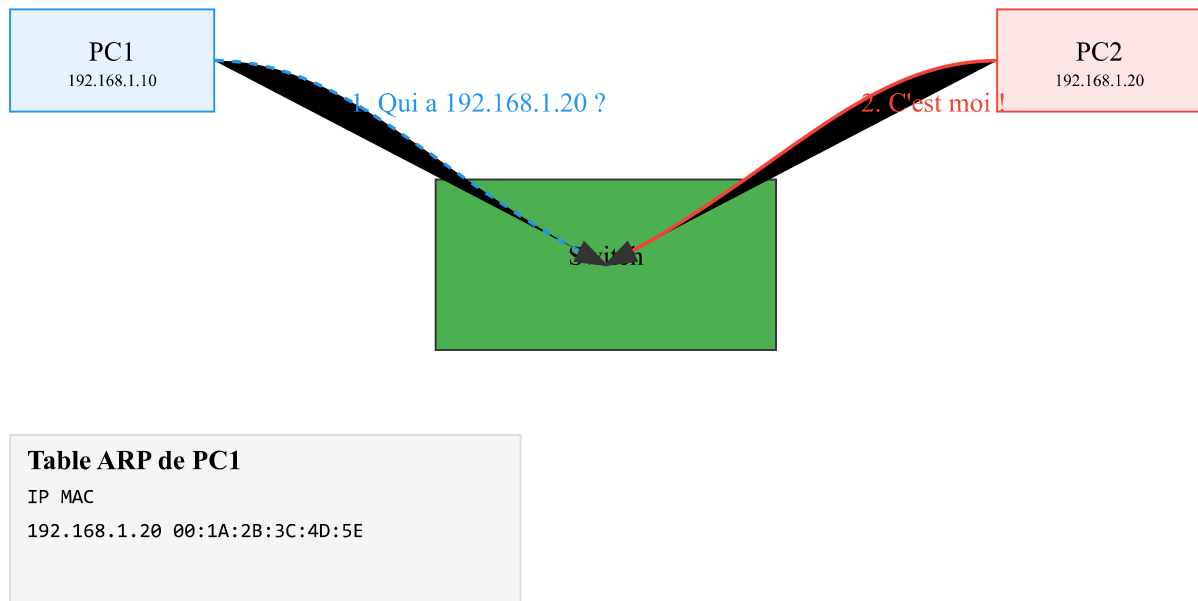 PC1
192.168.1.10
PC2
192.168.1.20
1. Qui a 192.168.1.20 ?
2. C'est moi !
Switch
Table ARP de PC1
IP MAC
192.168.1.20 00:1A:2B:3C:4D:5E